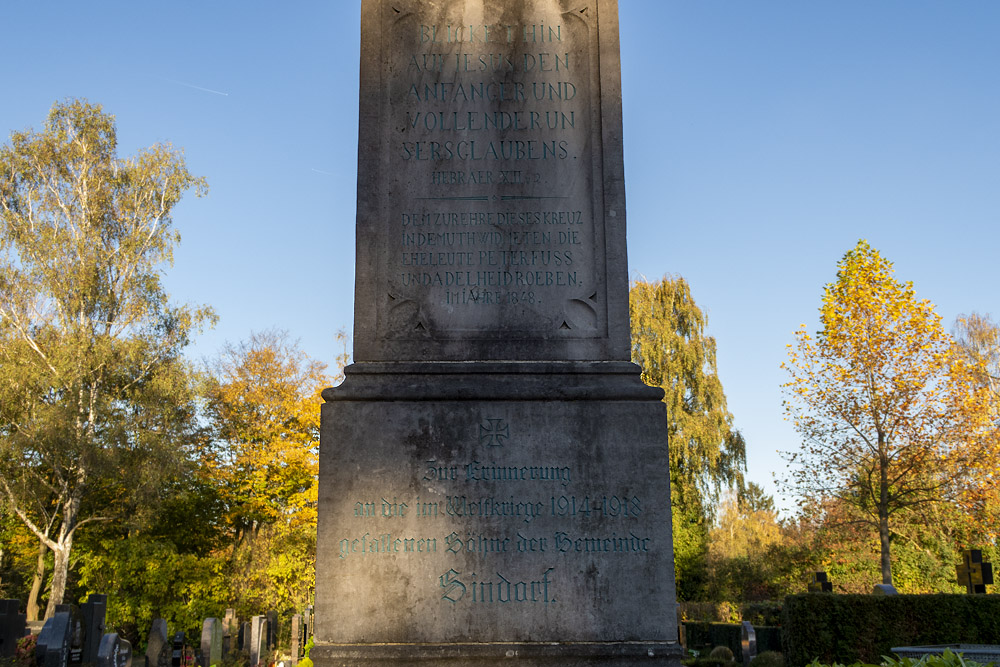 BLICKET HIN
AUF JESUS DEN
ANFÄNGER UND
VOLLENDER UN
SERS GLAUBENS.
HEBRAER XII. 2
DEM ZUR EHRE DIESES KREUZ
IN DEMUTH WIDMETEN DIE
EHELEUTE PETER FUSS
UND ADELHEID ROEBEN,
IM JAHRE 1848.
Zur Erinnerung
an die im Weltkriege 1914-1918
gefallenen Söhne der Gemeinde
Sindorf.